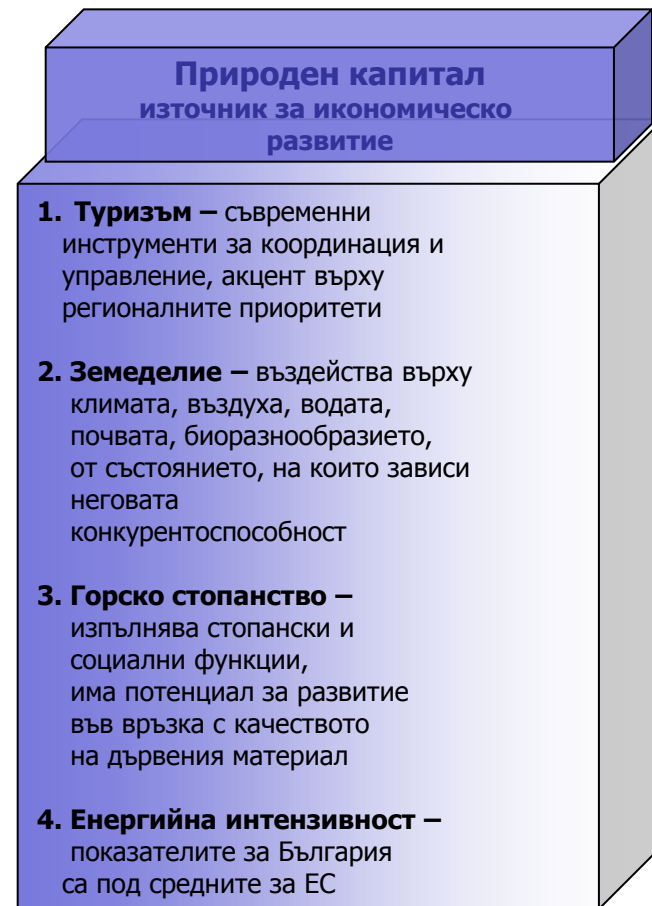 Природен капитал
източник за икономическо
развитие
1. Туризъм – съвременни
инструменти за координация и
управление, акцент върху
регионалните приоритети
2. Земеделие – въздейства върху
климата, въздуха, водата,
почвата, биоразнообразието,
от състоянието, на които зависи
неговата
конкурентоспособност
3. Горско стопанство –
изпълнява стопански и
социални функции,
има потенциал за развитие
във връзка с качеството
на дървения материал
4. Енергийна интензивност –
показателите за България
са под средните за ЕС